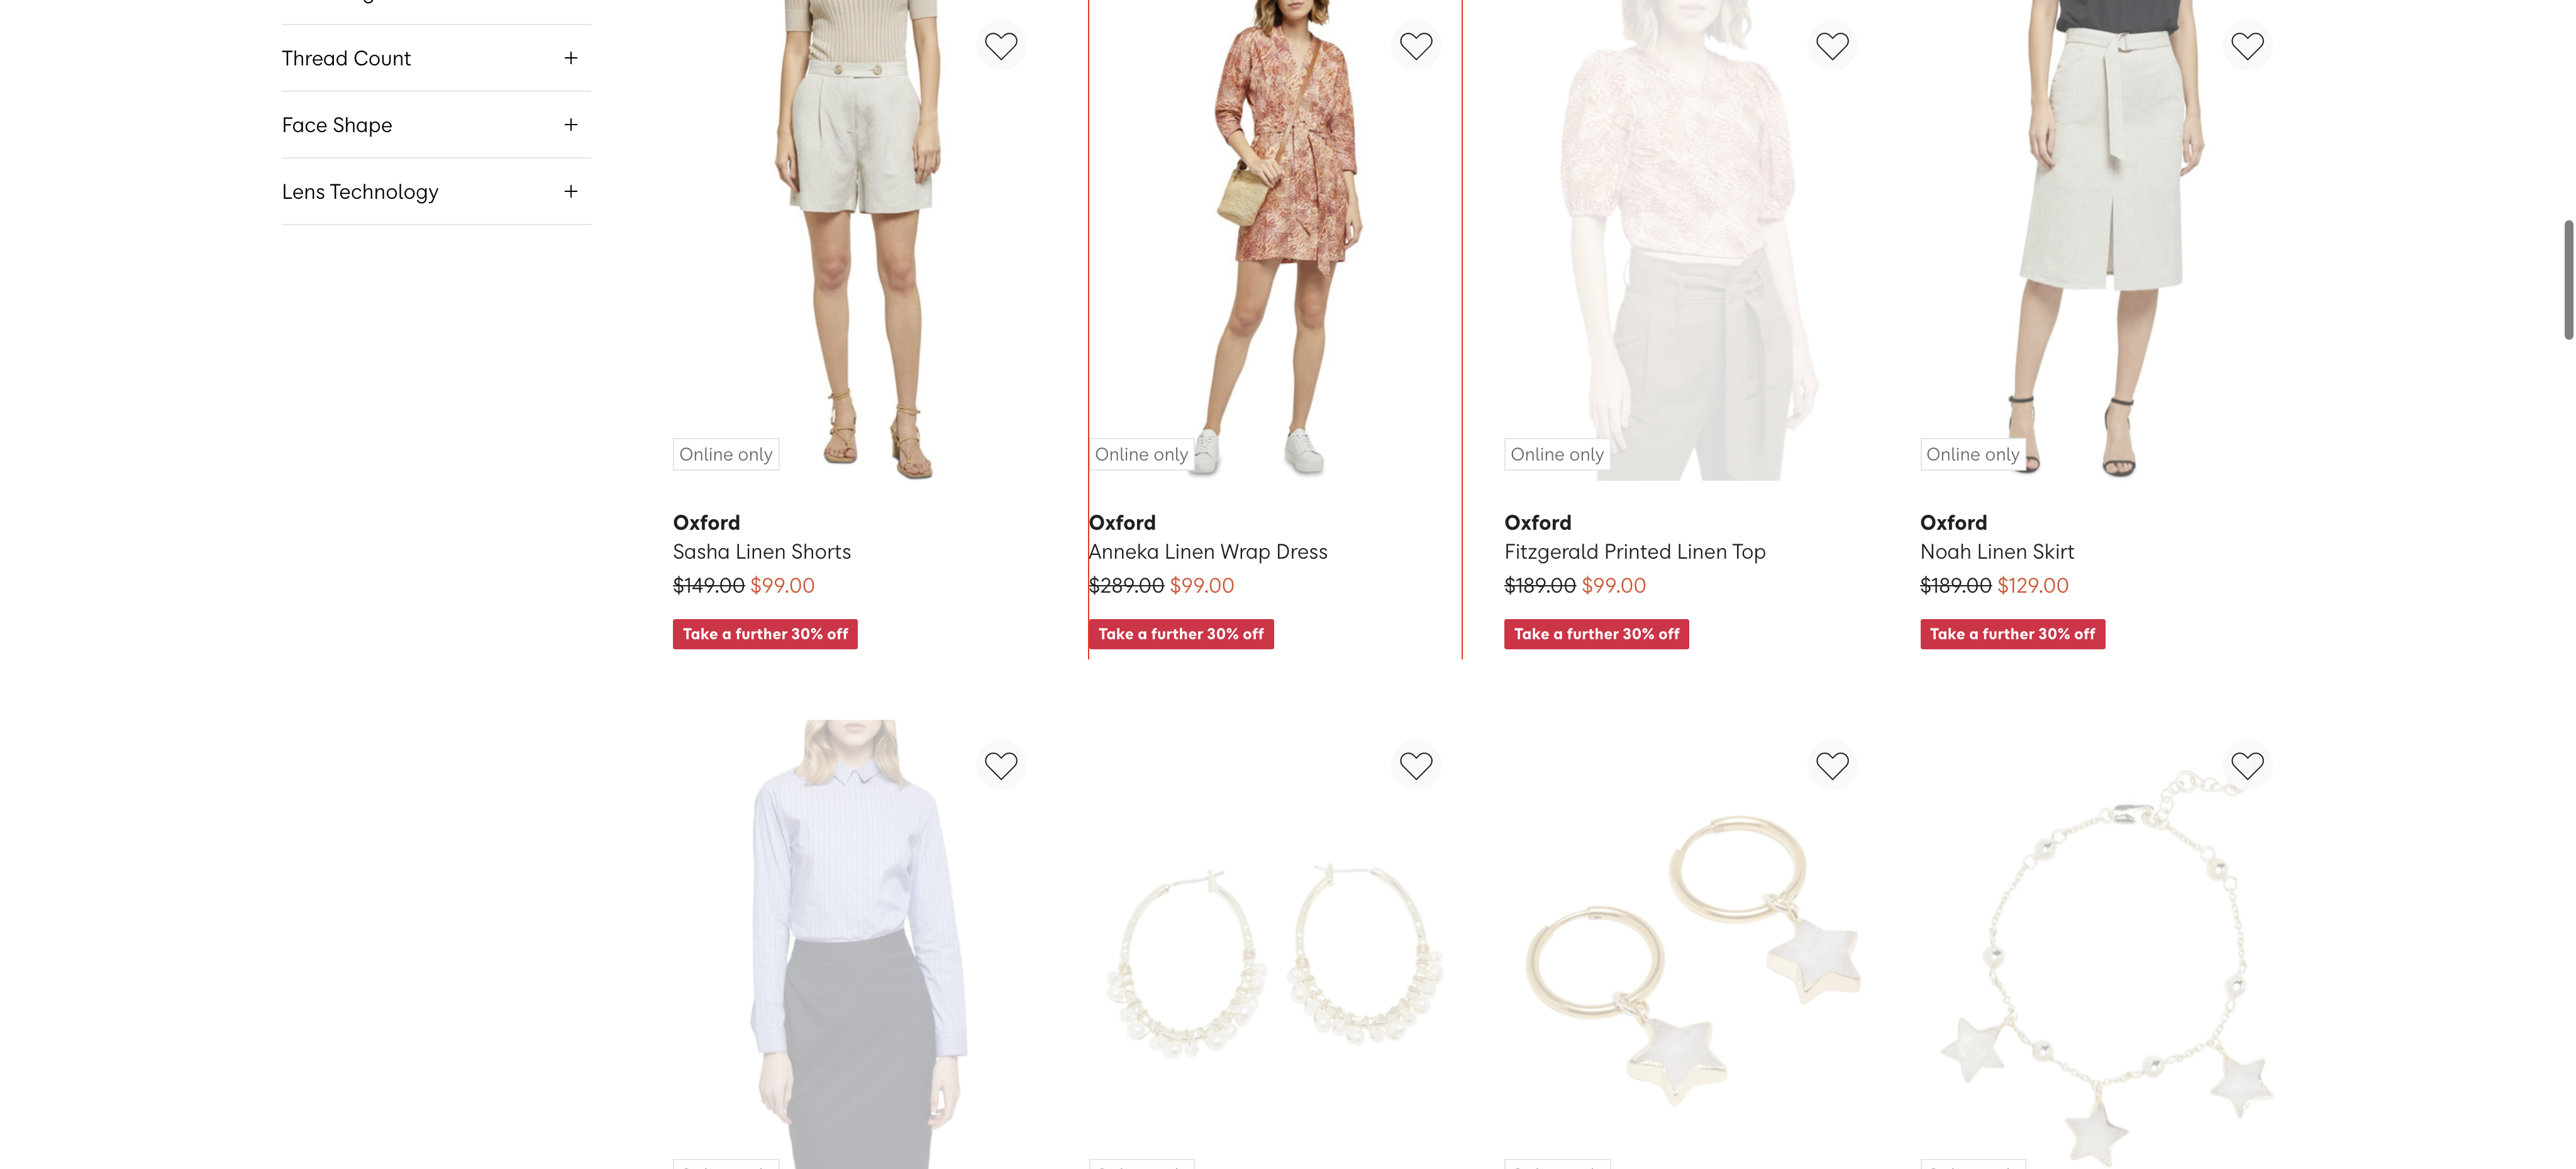 Thread Count
Face Shape
Lens Technology
Online only
Online only
Online only
Online only
Oxford
Sasha Linen Shorts
$149.00 $99.00
Take a further 30% off
Oxford
Anneka Linen Wrap Dress
$289.00 $99.00
Take a further 30% off
Oxford
Fitzgerald Printed Linen Top
$189.00 $99.00
Take a further 30% off
Oxford
Noah Linen Skirt
$189.00 $129.00
Take a further 30% off